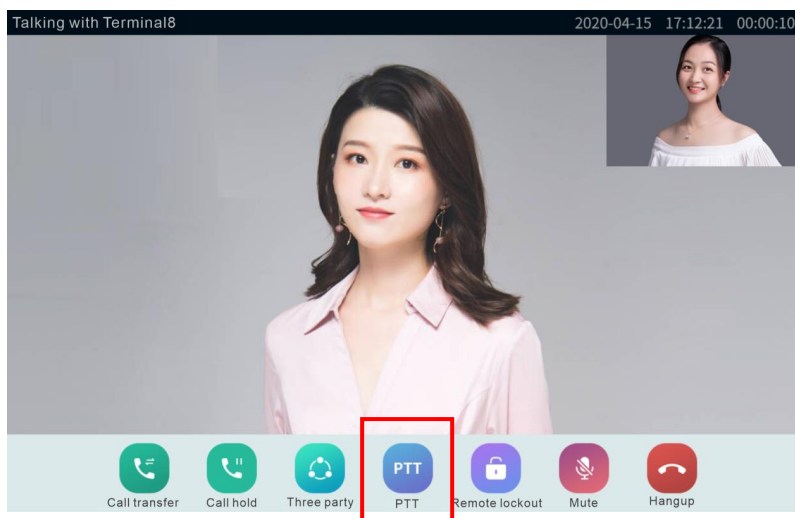 Talking with Terminal8 2020-04-15 17:12:21 00:00:10
PTT
Call transfer Call hold Three party PTT Remote lockout Mute Hangup